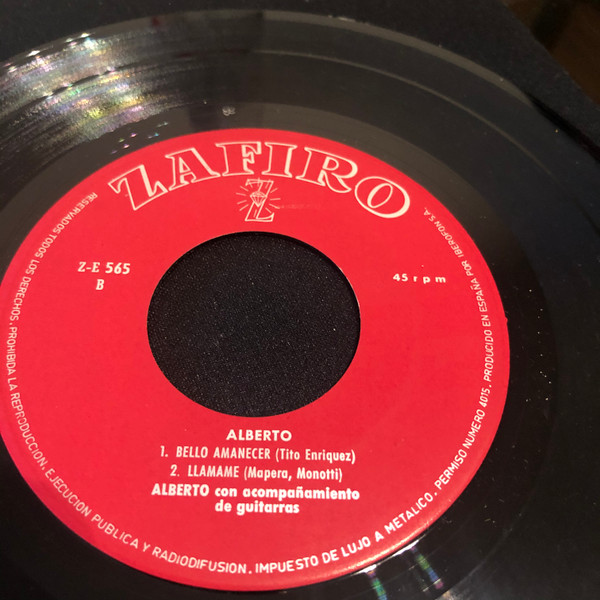 ZAFIRO
Z
Z-E 565
B
45 r p m
ALBERTO
1. BELLO AMANECER (Tito Enriquez)
2. LLAMAME (Mapera, Monotti)
ALBERTO con acompañamiento
de guitarras
RESERVADOS TODOS LOS DERECHOS. PROHIBIDA LA REPRODUCCION, EJECUCION PUBLICA Y RADIODIFUSION. IMPUESTO DE LUJO A METALICO. PERMISO NUMERO 4015. PRODUCIDO EN ESPAÑA POR IBEROFON S.A.